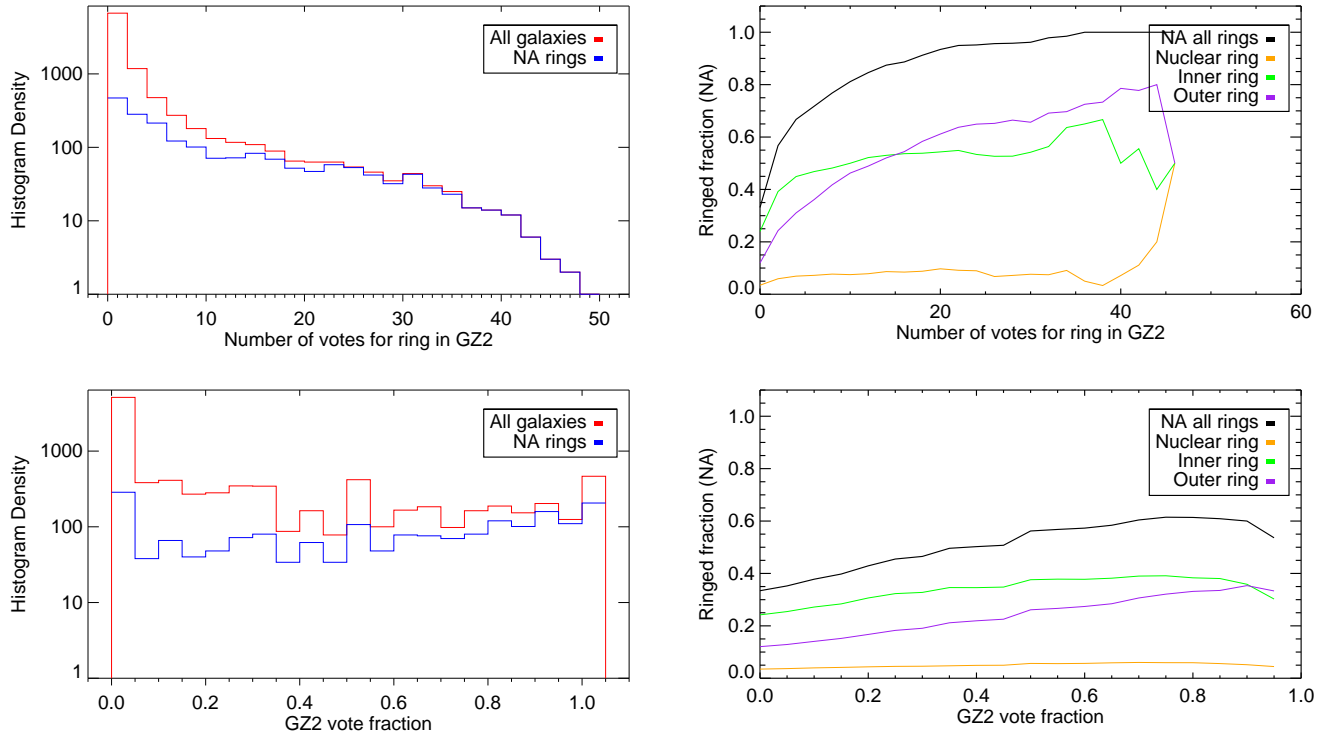 All galaxies
NA rings
1000
100
10
1
Histogram Density
0 10 20 30 40 50
Number of votes for ring in GZ2
NA all rings
Nuclear ring
Inner ring
Outer ring
1.0
0.8
0.6
0.4
0.2
0.0
Ringed fraction (NA)
0 20 40 60
Number of votes for ring in GZ2
All galaxies
NA rings
1000
100
10
1
Histogram Density
0.0 0.2 0.4 0.6 0.8 1.0
GZ2 vote fraction
NA all rings
Nuclear ring
Inner ring
Outer ring
1.0
0.8
0.6
0.4
0.2
0.0
Ringed fraction (NA)
0.0 0.2 0.4 0.6 0.8 1.0
GZ2 vote fraction